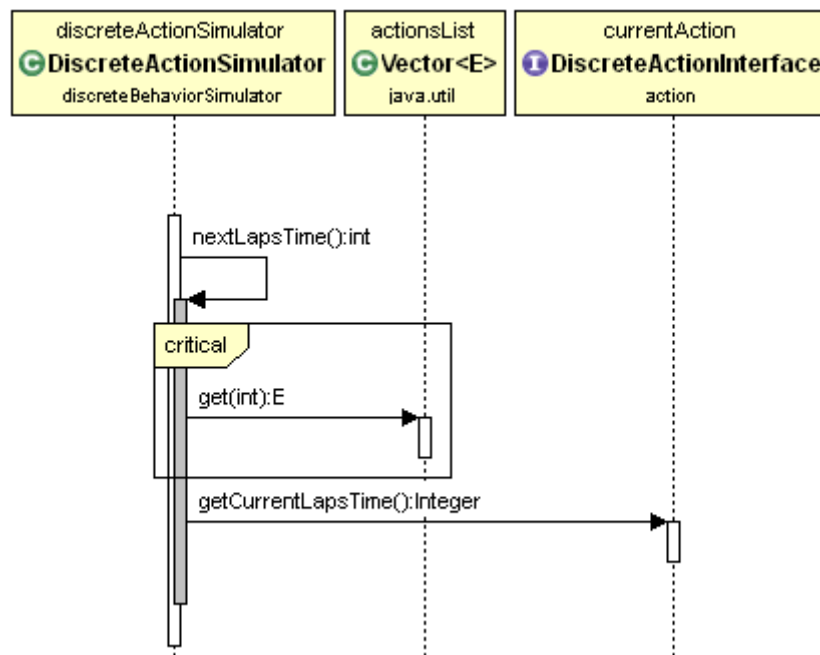 discreteActionSimulator
C DiscreteActionSimulator
discreteBehaviorSimulator
actionsList
C Vector<E>
java.util
currentAction
I DiscreteActionInterface
action
nextLapsTime():int
critical
get(int):E
getCurrentLapsTime():Integer